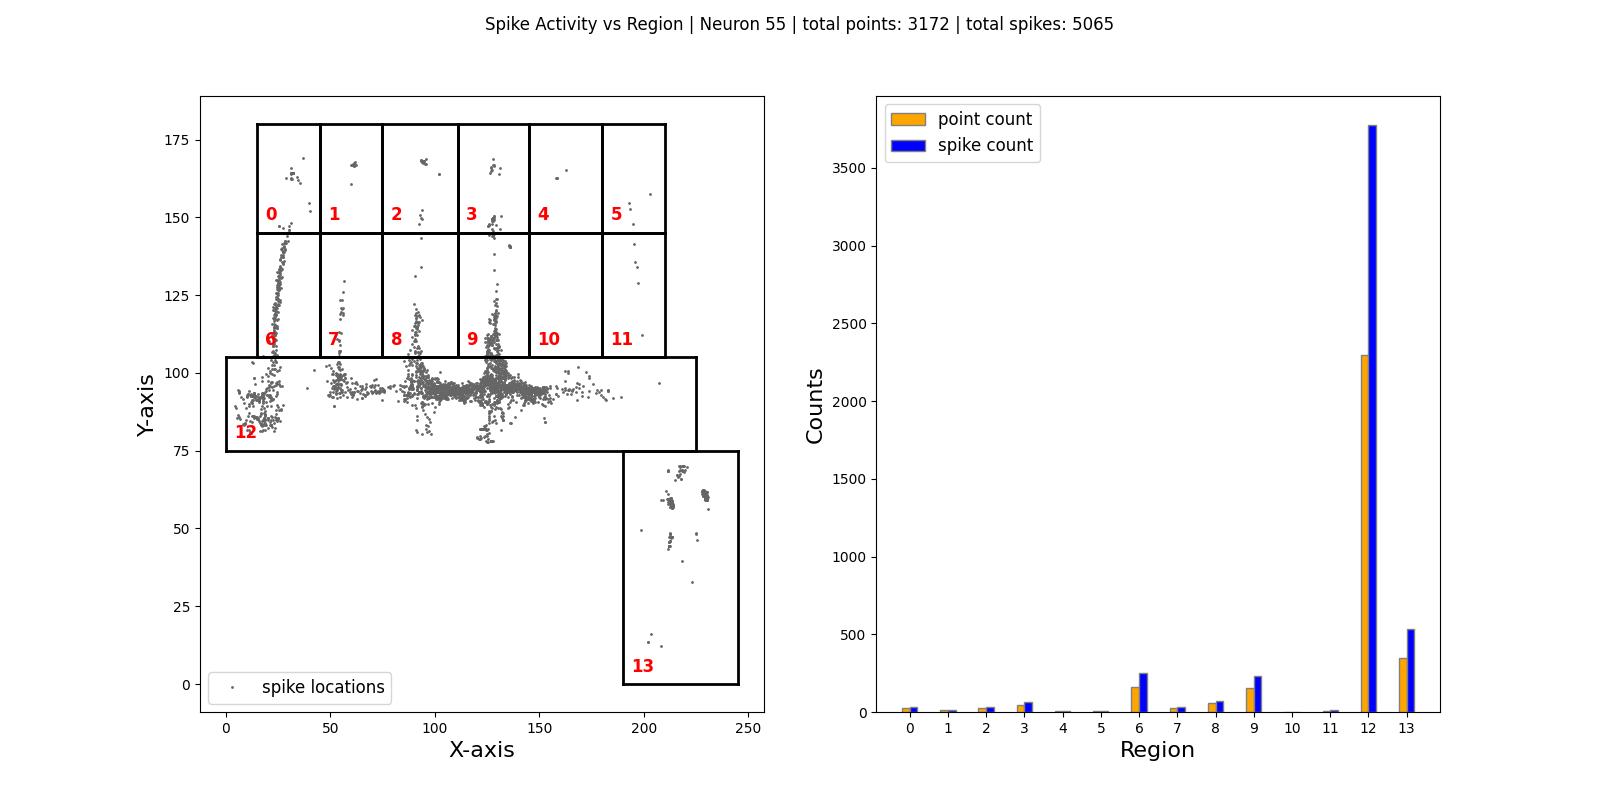 Spike Activity vs Region | Neuron 55 | total points: 3172 | total spikes: 5065
Y-axis
175
150
125
100
75
50
25
0
0 1 2 3 4 5
6 7 8 9 10 11
12
13
spike locations
0 50 100 150 200 250
X-axis
Counts
3500
3000
2500
2000
1500
1000
500
0
point count
spike count
0 1 2 3 4 5 6 7 8 9 10 11 12 13
Region